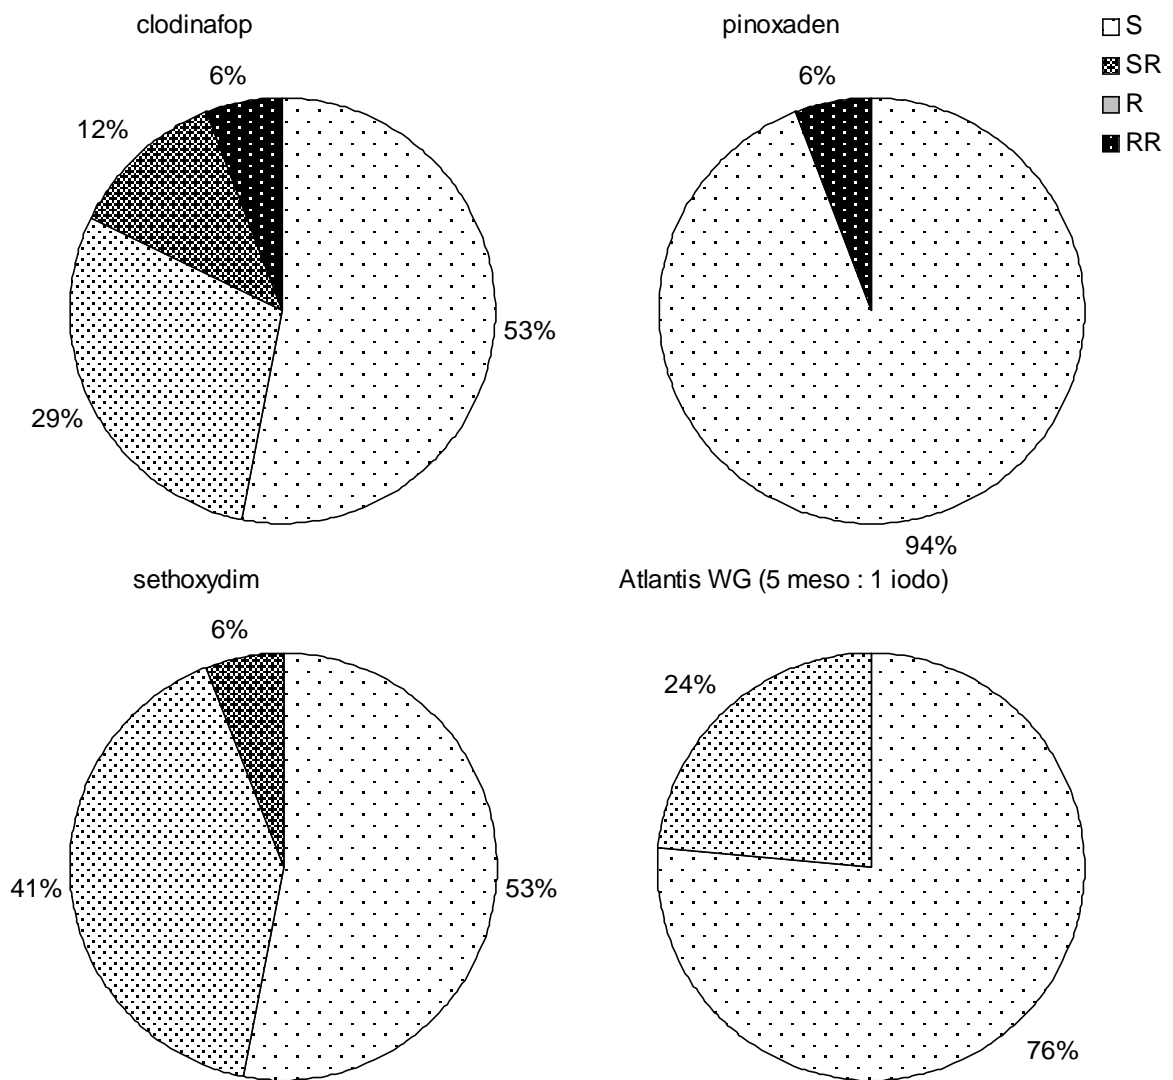 clodinafop
6%
12%
53%
29%
pinoxaden
6%
94%
S
SR
R
RR
sethoxydim
6%
41%
53%
Atlantis WG (5 meso : 1 iodo)
24%
76%